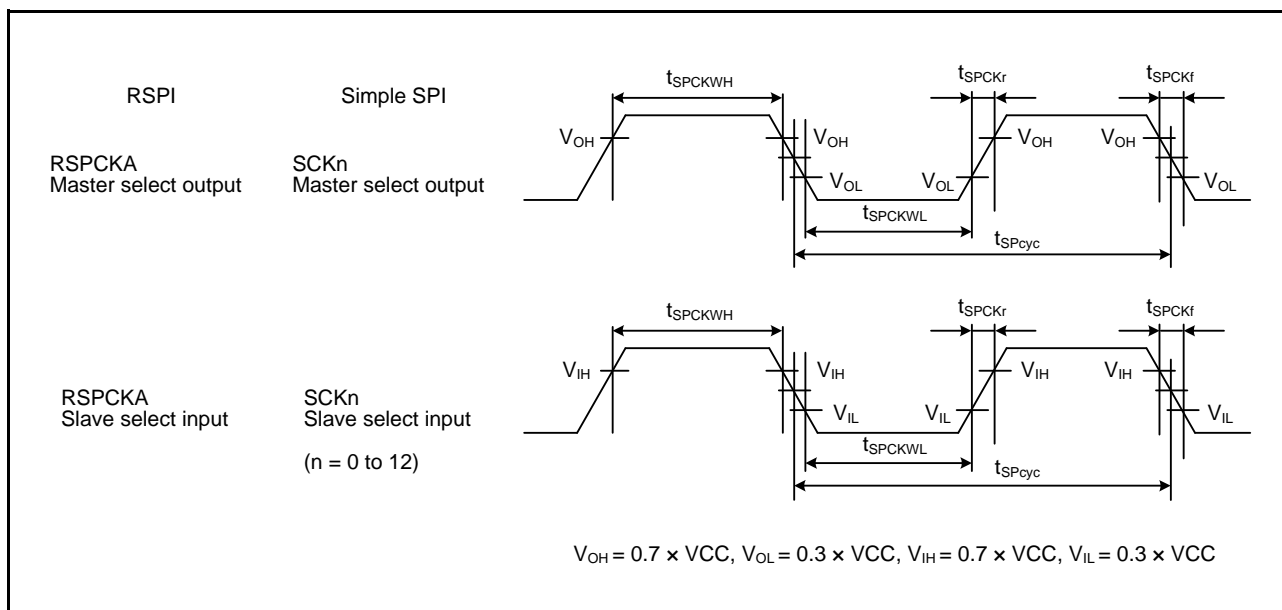 RSPI
Simple SPI
tSPCKWH
tSPCKr
tSPCKf
RSPCKA
Master select output
SCKn
Master select output
VOH
VOH
VOL
VOL
VOH
VOH
VOL
tSPCKWL
tSPcyc
tSPCKWH
tSPCKr
tSPCKf
RSPCKA
Slave select input
SCKn
Slave select input
(n = 0 to 12)
VIH
VIH
VIL
VIL
VIH
VIH
VIL
tSPCKWL
tSPcyc
VOH = 0.7 × VCC, VOL = 0.3 × VCC, VIH = 0.7 × VCC, VIL = 0.3 × VCC